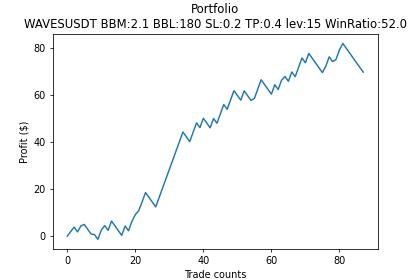 Portfolio
WAVESUSDT BBM:2.1 BBL:180 SL:0.2 TP:0.4 lev:15 WinRatio:52.0
80
60
40
20
0
Profit ($)
0 20 40 60 80
Trade counts